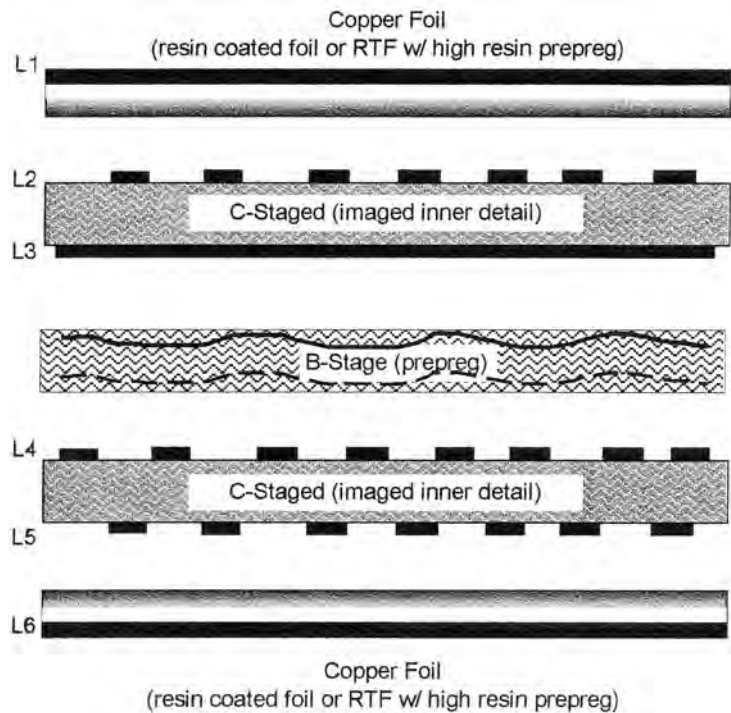 Copper Foil
(resin coated foil or RTF w/ high resin prepreg)
L1
L2
C-Staged (imaged inner detail)
L3
B-Stage (prepreg)
L4
C-Staged (imaged inner detail)
L5
L6
Copper Foil
(resin coated foil or RTF w/ high resin prepreg)